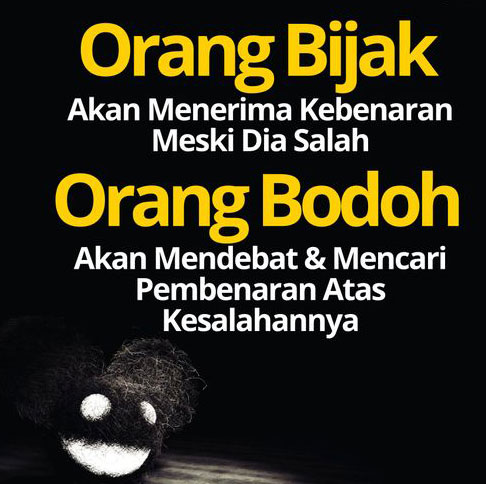 Orang Bijak
Akan Menerima Kebenaran
Meski Dia Salah
Orang Bodoh
Akan Mendebat & Mencari
Pembenaran Atas
Kesalahannya